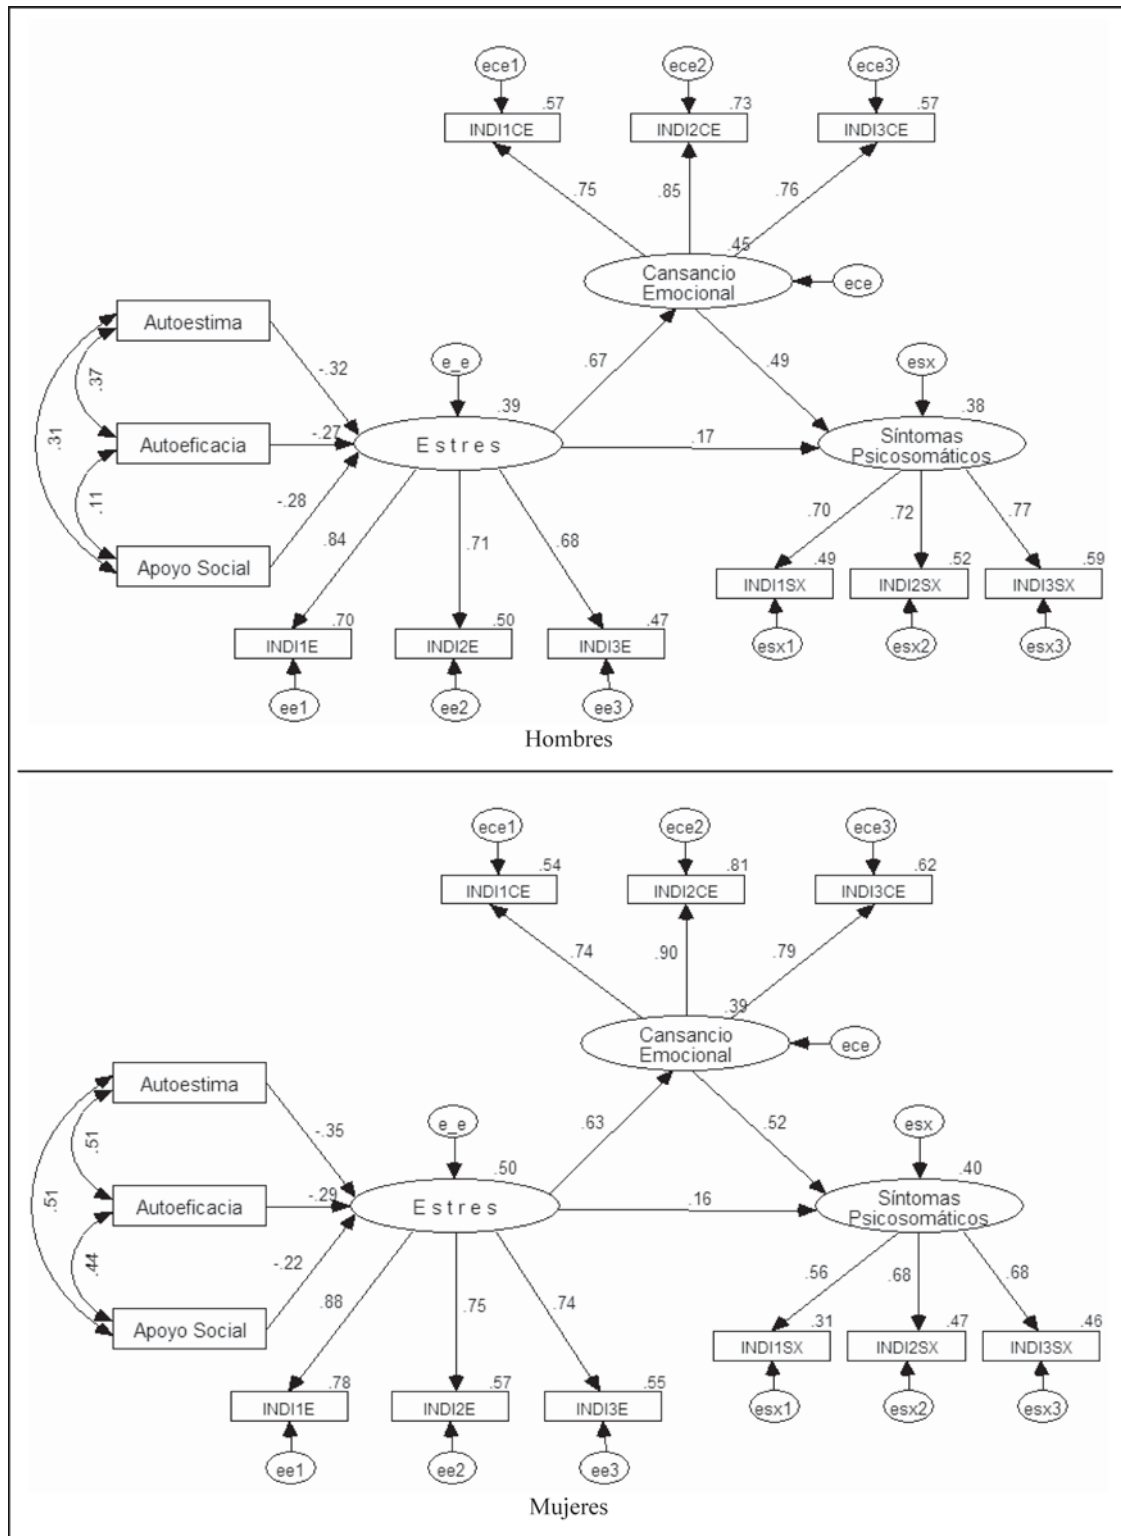 ece1
ece2
ece3
.57
.73
.57
INDI1CE
INDI2CE
INDI3CE
.75
.85
.76
.45
Cansancio
Emocional
ece
Autoestima
-.32
e_e
.67
.49
esx
.37
.39
.38
.31
Autoeficacia
-.27
Estres
.17
Síntomas
Psicosomáticos
.11
-.28
.84
.71
.68
.70
.72
.77
Apoyo Social
.49
.52
.59
INDI1SX
INDI2SX
INDI3SX
.70
.50
.47
INDI1E
INDI2E
INDI3E
esx1
esx2
esx3
ee1
ee2
ee3
Hombres
ece1
ece2
ece3
.54
.81
.62
INDI1CE
INDI2CE
INDI3CE
.74
.90
.79
.39
Cansancio
Emocional
ece
Autoestima
-.35
e_e
.63
.52
esx
.51
.50
.40
.51
Autoeficacia
-.29
Estres
.16
Síntomas
Psicosomáticos
.44
-.22
.88
.75
.74
.56
.68
.68
Apoyo Social
.31
.47
.46
INDI1SX
INDI2SX
INDI3SX
.78
.57
.55
INDI1E
INDI2E
INDI3E
esx1
esx2
esx3
ee1
ee2
ee3
Mujeres